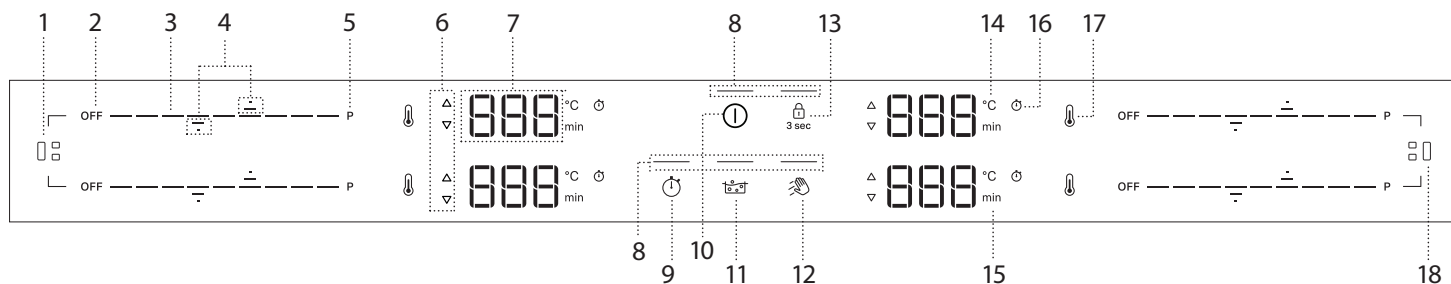 1 2 3 4 5 6 7 8 13 14 16 17
OFF P 888 °C min 3 sec 888 °C min OFF P
OFF P 888 °C min 888 °C min OFF P
8 9 10 11 12 15 18